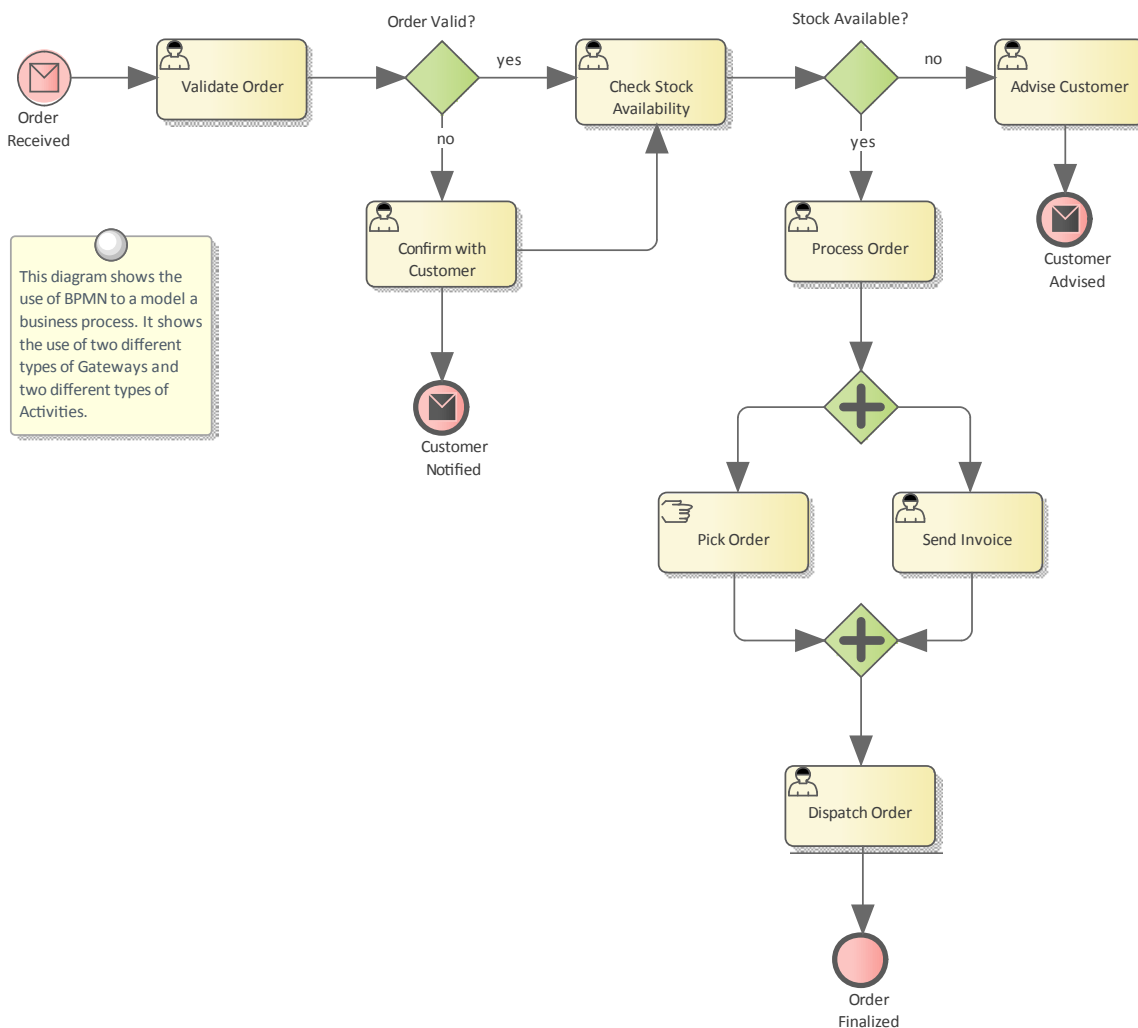 Order Valid?
Stock Available?
Validate Order
yes
Check Stock
Availability
no
Advise Customer
Order
Received
no
yes
Confirm with
Customer
Process Order
Customer
Advised
This diagram shows the
use of BPMN to a model a
business process. It shows
the use of two different
types of Gateways and
two different types of
Activities.
Customer
Notified
Pick Order
Send Invoice
Dispatch Order
Order
Finalized